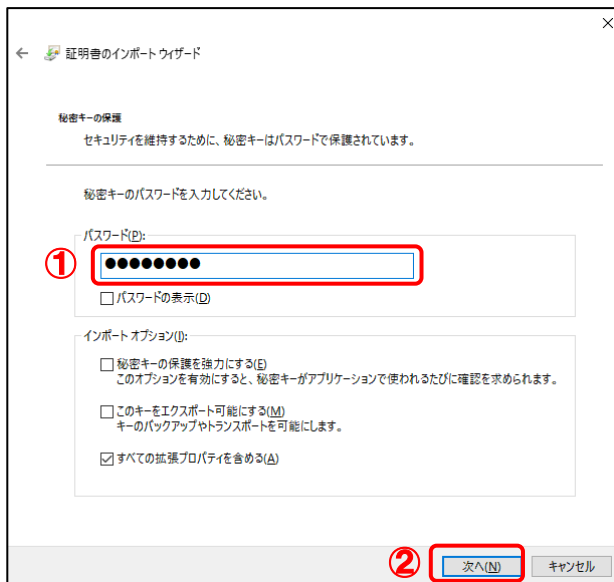 証明書のインポート ウィザード
秘密キーの保護
セキュリティを維持するために、秘密キーはパスワードで保護されています。
秘密キーのパスワードを入力してください。
パスワード(P):
①
●●●●●●●●
パスワードの表示(D)
インポート オプション(I):
秘密キーの保護を強力にする(E)
このオプションを有効にすると、秘密キーがアプリケーションで使われるたびに確認を求められます。
このキーをエクスポート可能にする(M)
キーのバックアップやトランスポートを可能にします。
すべての拡張プロパティを含める(A)
②
次へ(N)
キャンセル